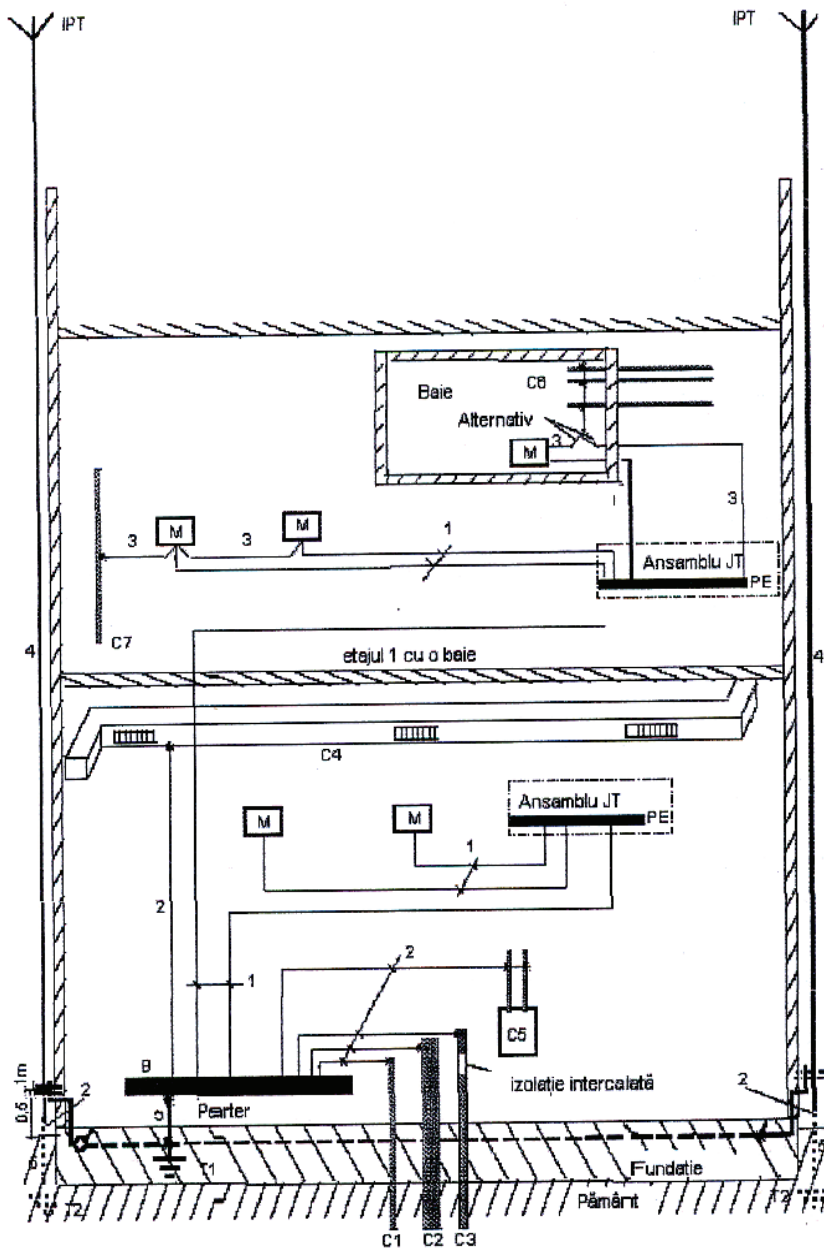 IPT
IPT
Baie
C6
Alternativ
3
M
1
3
M
M
3
3
Ansamblu JT
PE
C7
4
etajul 1 cu o baie
4
C4
Ansamblu JT
M
M
PE
1
2
2
1
C5
B
izolație intercalată
2
2
0,5 1m
Parter
T1
Fundație
T2
T2
Pământ
C1
C2
C3